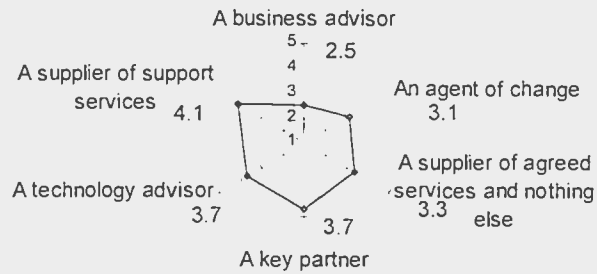 A business advisor
5
2.5
4
3
2
1
An agent of change
3.1
A supplier of agreed
services and nothing
else
3.3
A key partner
3.7
A technology advisor
3.7
A supplier of support
services
4.1